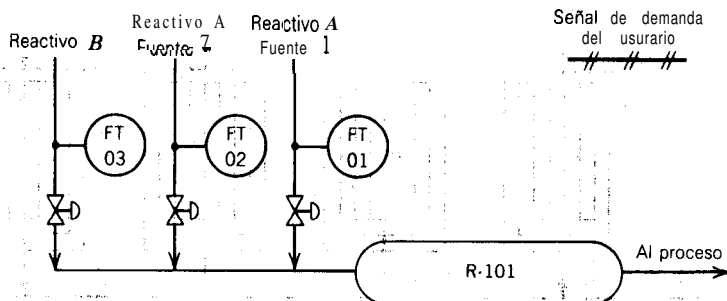 Reactivo B
Reactivo A
Reactivo A
Fuente 1
Señal de demanda
del usurario
FT
03
FT
02
FT
01
R-101
Al proceso